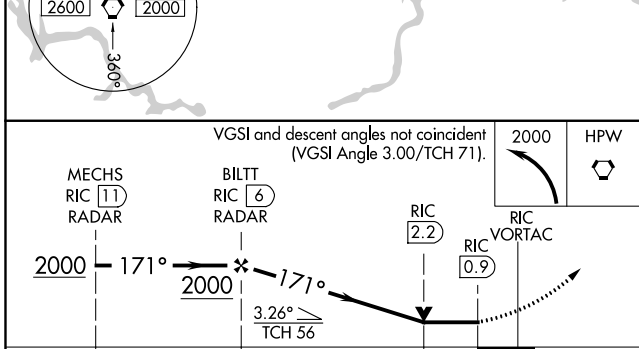 2600
2000
360°
VGSI and descent angles not coincident
(VGSI Angle 3.00/TCH 71).
2000
HPW
MECHS
RIC 11
RADAR
BILTT
RIC 6
RADAR
RIC
2.2
RIC
0.9
RIC
VORTAC
2000
171°
2000
171°
3.26°
TCH 56